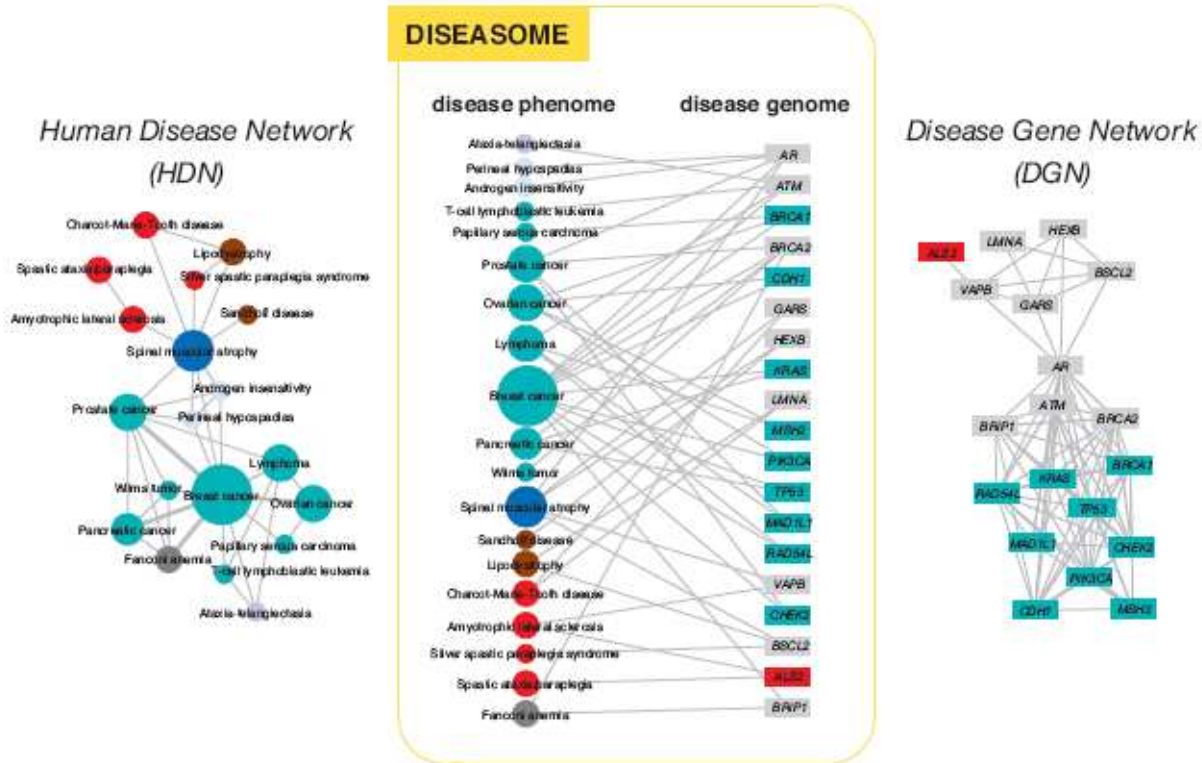 DISEASOME
Human Disease Network
(HDN)
Charcot-Marie-Tooth disease
Lipodystrophy
Spastic ataxia/paraplegia
Silver spastic paraplegia syndrome
Amyotrophic lateral sclerosis
Sandhoff disease
Spinal muscular atrophy
Androgen insensitivity
Prostate cancer
Perineal hypospadias
Lymphoma
Wilms tumor
Breast cancer
Ovarian cancer
Pancreatic cancer
Papillary serous carcinoma
Fanconi anemia
T-cell lymphoblastic leukemia
Ataxia-telangiectasia
disease phenome
Ataxia-telangiectasia
Perineal hypospadias
Androgen insensitivity
T-cell lymphoblastic leukemia
Papillary serous carcinoma
Prostate cancer
Ovarian cancer
Lymphoma
Breast cancer
Pancreatic cancer
Wilms tumor
Spinal muscular atrophy
Sandhoff disease
Lipodystrophy
Charcot-Marie-Tooth disease
Amyotrophic lateral sclerosis
Silver spastic paraplegia syndrome
Spastic ataxia/paraplegia
Fanconi anemia
disease genome
AR
ATM
BRCA1
BRCA2
CDH1
GARS
HEXB
KRAS
LMNA
MSH2
PIK3CA
TP53
MAD1L1
RAD54L
VAPB
CHEK2
BSCL2
ALS2
BRIP1
Disease Gene Network
(DGN)
HEXB
LMNA
ALS2
BSCL2
VAPB
GARS
AR
ATM
BRCA2
BRIP1
BRCA1
KRAS
RAD54L
TP53
MAD1L1
CHEK2
PIK3CA
CDH1
MSH2